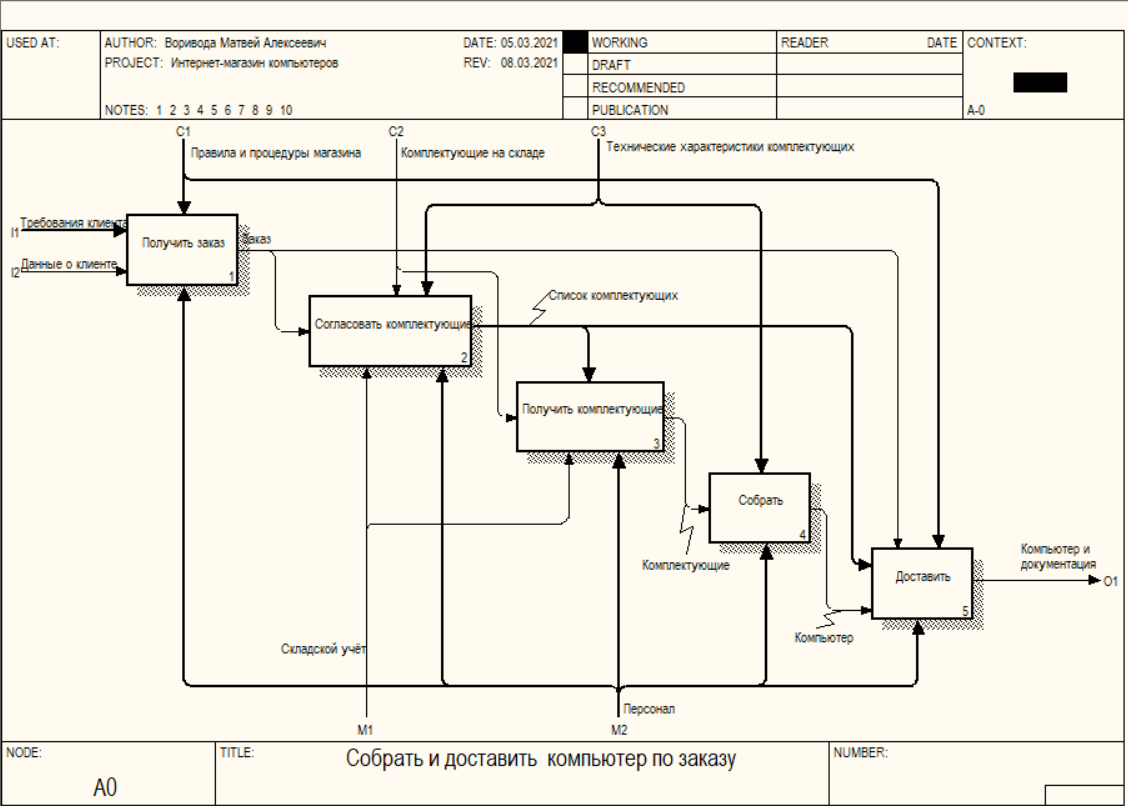 USED AT:
AUTHOR: Воривода Матвей Алексеевич
DATE: 05.03.2021
PROJECT: Интернет-магазин компьютеров
REV: 08.03.2021
NOTES: 1 2 3 4 5 6 7 8 9 10
WORKING
DRAFT
RECOMMENDED
PUBLICATION
READER
DATE
CONTEXT:
A-0
C1
Правила и процедуры магазина
C2
Комплектующие на складе
C3
Технические характеристики комплектующих
Требования клиента
I1
Данные о клиенте
I2
Получить заказ
1
Заказ
Согласовать комплектующие
2
Список комплектующих
Получить комплектующие
3
Собрать
4
Комплектующие
Доставить
5
Компьютер и
документация
O1
Компьютер
Складской учёт
Персонал
M1
M2
NODE:
A0
TITLE:
Собрать и доставить компьютер по заказу
NUMBER: